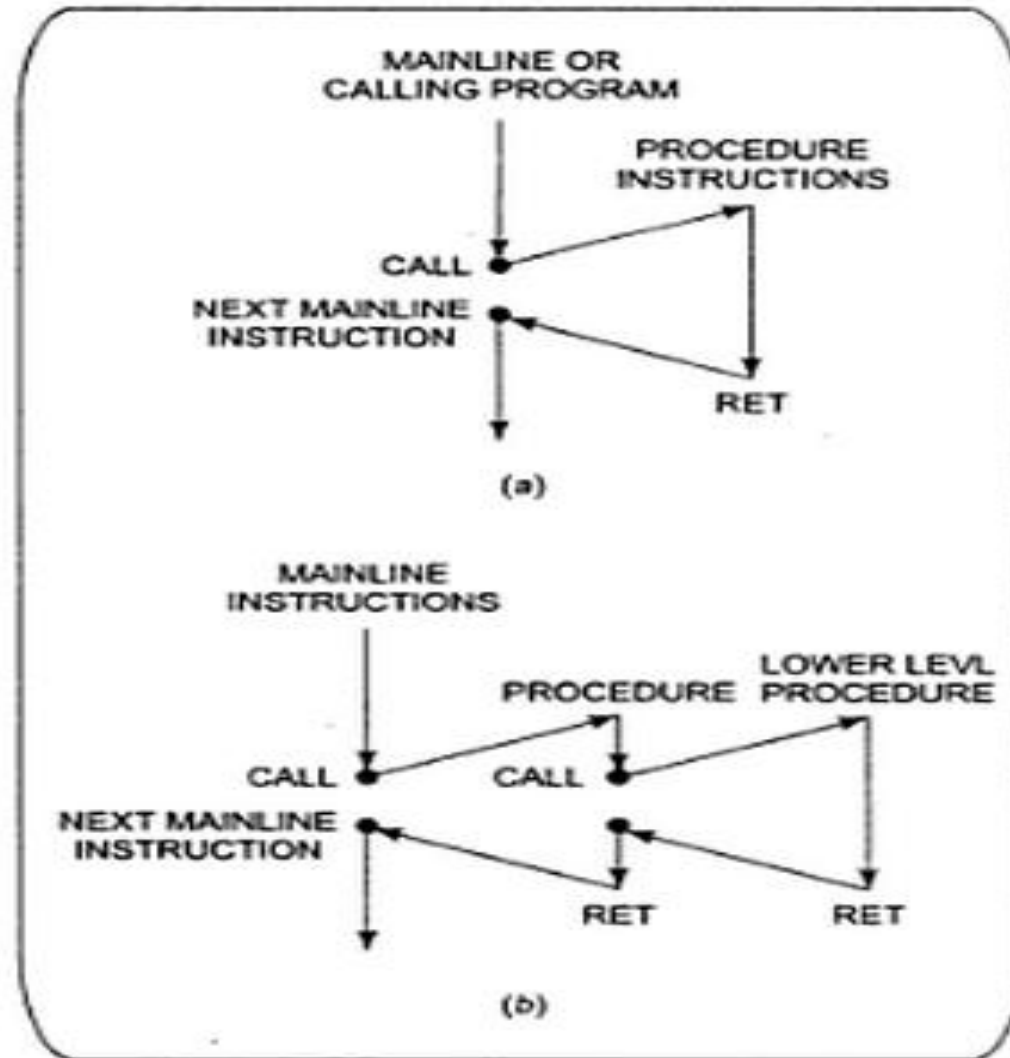 MAINLINE OR
CALLING PROGRAM
PROCEDURE
INSTRUCTIONS
CALL
NEXT MAINLINE
INSTRUCTION
RET
(a)
MAINLINE
INSTRUCTIONS
LOWER LEVL
PROCEDURE
PROCEDURE
CALL
CALL
NEXT MAINLINE
INSTRUCTION
RET
RET
(b)